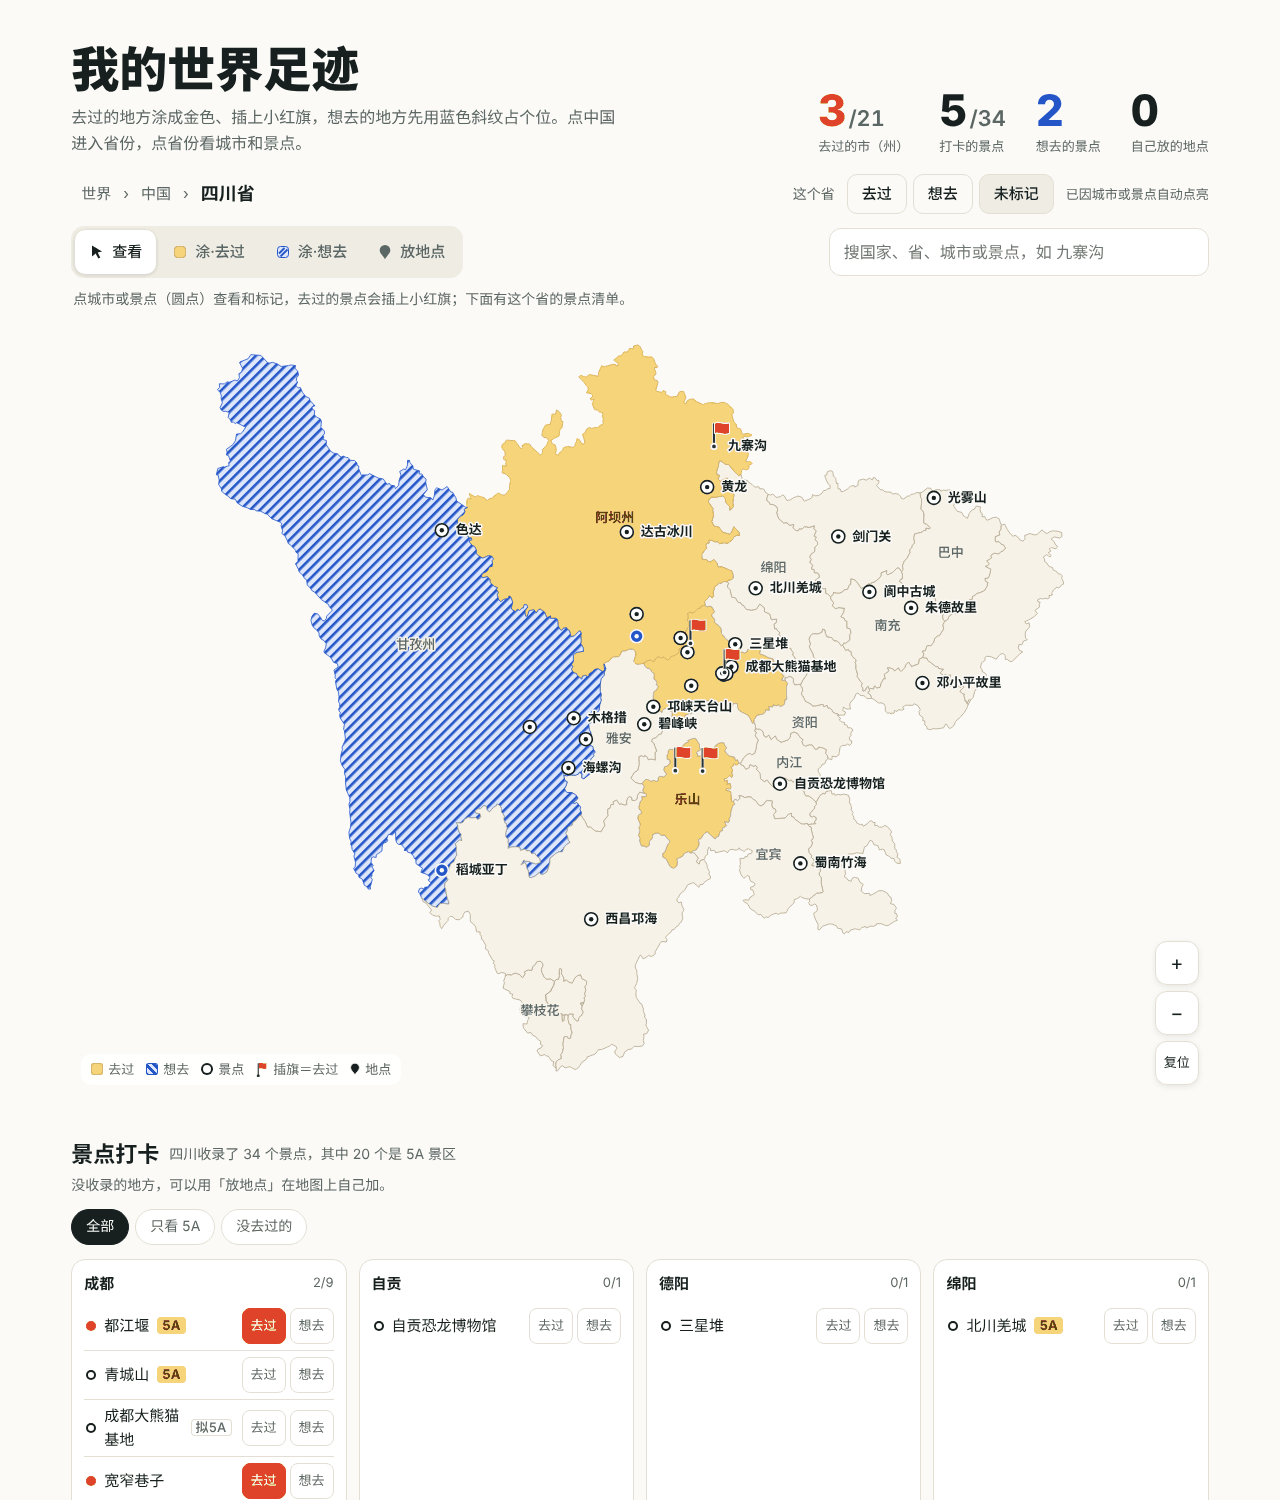 我的世界足迹
去过的地方涂成金色、插上小红旗，想去的地方先用蓝色斜纹占个位。点中国
进入省份，点省份看城市和景点。
3/21 5/34 2 0
去过的市（州） 打卡的景点 想去的景点 自己放的地点
世界 › 中国 › 四川省
这个省 去过 想去 未标记 已因城市或景点自动点亮
查看 涂·去过 涂·想去 放地点
搜国家、省、城市或景点，如 九寨沟
点城市或景点（圆点）查看和标记，去过的景点会插上小红旗；下面有这个省的景点清单。
九寨沟
黄龙
光雾山
阿坝州
色达
达古冰川
剑门关
巴中
绵阳
北川羌城
阆中古城
朱德故里
南充
甘孜州
三星堆
成都大熊猫基地
邓小平故里
邛崃天台山
木格措
碧峰峡
资阳
雅安
内江
海螺沟
自贡恐龙博物馆
乐山
宜宾
蜀南竹海
稻城亚丁
西昌邛海
攀枝花
+
−
复位
去过 想去 景点 插旗＝去过 地点
景点打卡 四川收录了 34 个景点，其中 20 个是 5A 景区
没收录的地方，可以用「放地点」在地图上自己加。
全部 只看 5A 没去过的
成都 2/9
都江堰 5A 去过 想去
青城山 5A 去过 想去
成都大熊猫
基地 拟5A 去过 想去
宽窄巷子 去过 想去
自贡 0/1
自贡恐龙博物馆 去过 想去
德阳 0/1
三星堆 去过 想去
绵阳 0/1
北川羌城 5A 去过 想去